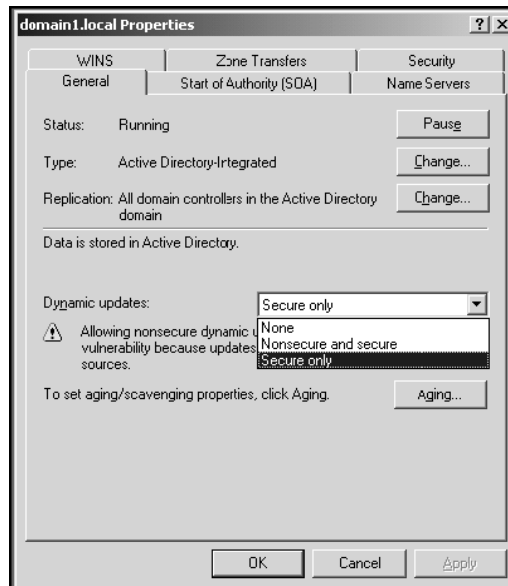 domain1.local Properties
WINS
Zone Transfers
Security
General
Start of Authority (SOA)
Name Servers
Status:
Running
Pause
Type:
Active Directory-Integrated
Change...
Replication: All domain controllers in the Active Directory
domain
Change...
Data is stored in Active Directory.
Dynamic updates:
Secure only
None
Nonsecure and secure
Secure only
Allowing nonsecure dynamic
vulnerability because updates
sources.
To set aging/scavenging properties, click Aging.
Aging...
OK
Cancel
Apply